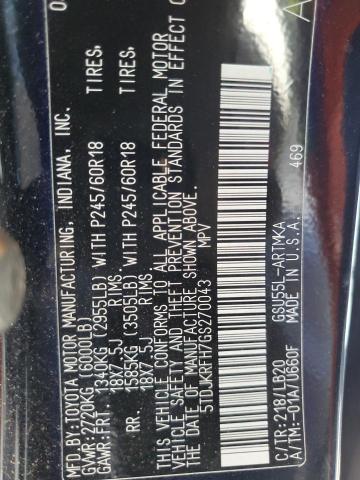 0
MFD.BY:TOYOTA MOTOR MANUFACTURING, INDIANA, INC.
GVWR:2720KG(6000LB)
GAWR:FRT. 1340KG(2955LB) WITH P245/60R18 TIRES,
18X7.5J RIMS,
RR. 1585KG(3505LB) WITH P245/60R18 TIRES,
18X7.5J RIMS,
THIS VEHICLE CONFORMS TO ALL APPLICABLE FEDERAL MOTOR
VEHICLE SAFETY AND THEFT PREVENTION STANDARDS IN EFFECT O
THE DATE OF MANUFACTURE SHOWN ABOVE.
5TDJKRFH7GS270043 MPV
469
C/TR:218/LB20 GSU55L-ARTMKA
A/TM:-01A/U660F MADE IN U.S.A.
A